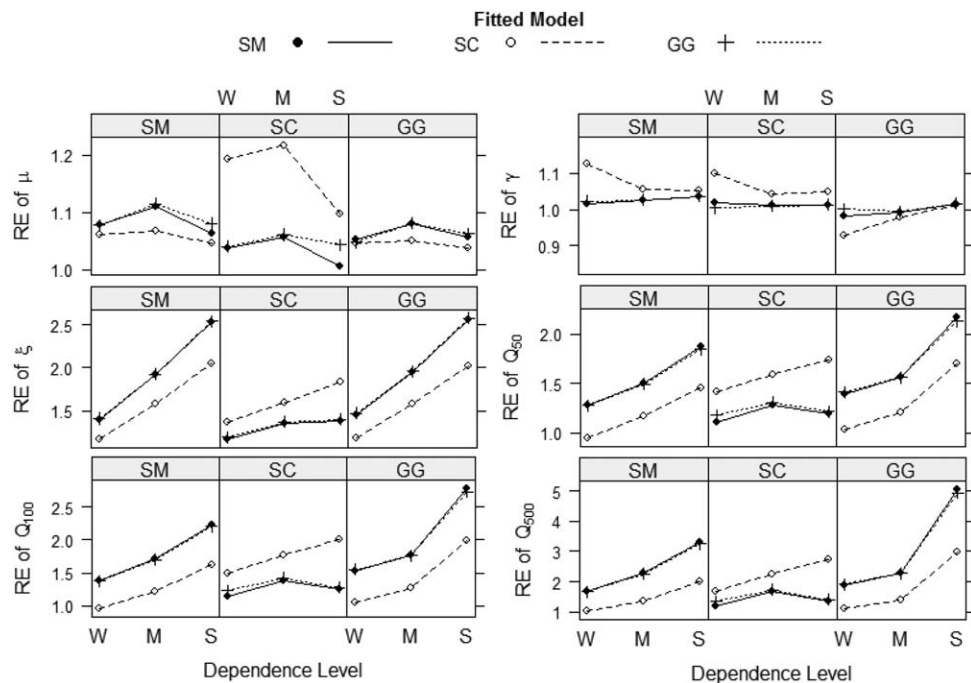 Fitted Model
SM SC GG
W M S
W M S
SM SC GG
SM SC GG
RE of μ
1.2
1.1
1.0
RE of γ
1.1
1.0
0.9
SM SC GG
SM SC GG
RE of ξ
2.5
2.0
1.5
RE of Q50
2.0
1.5
1.0
SM SC GG
SM SC GG
RE of Q100
2.5
2.0
1.5
1.0
RE of Q500
5
4
3
2
1
W M S W M S
W M S W M S
Dependence Level
Dependence Level